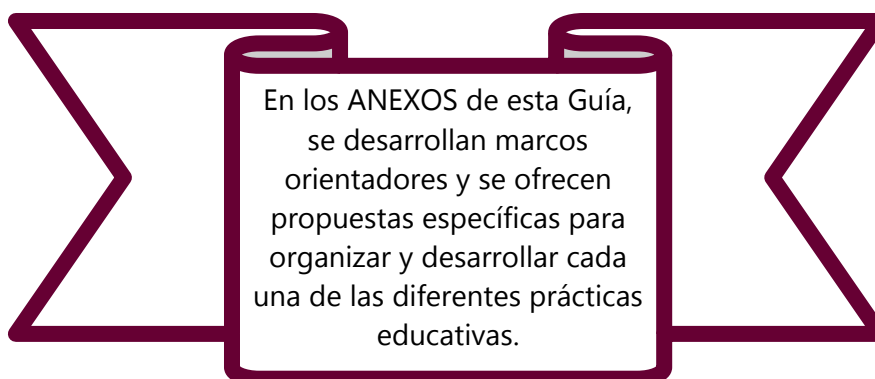 En los ANEXOS de esta Guía,
se desarrollan marcos
orientadores y se ofrecen
propuestas específicas para
organizar y desarrollar cada
una de las diferentes prácticas
educativas.